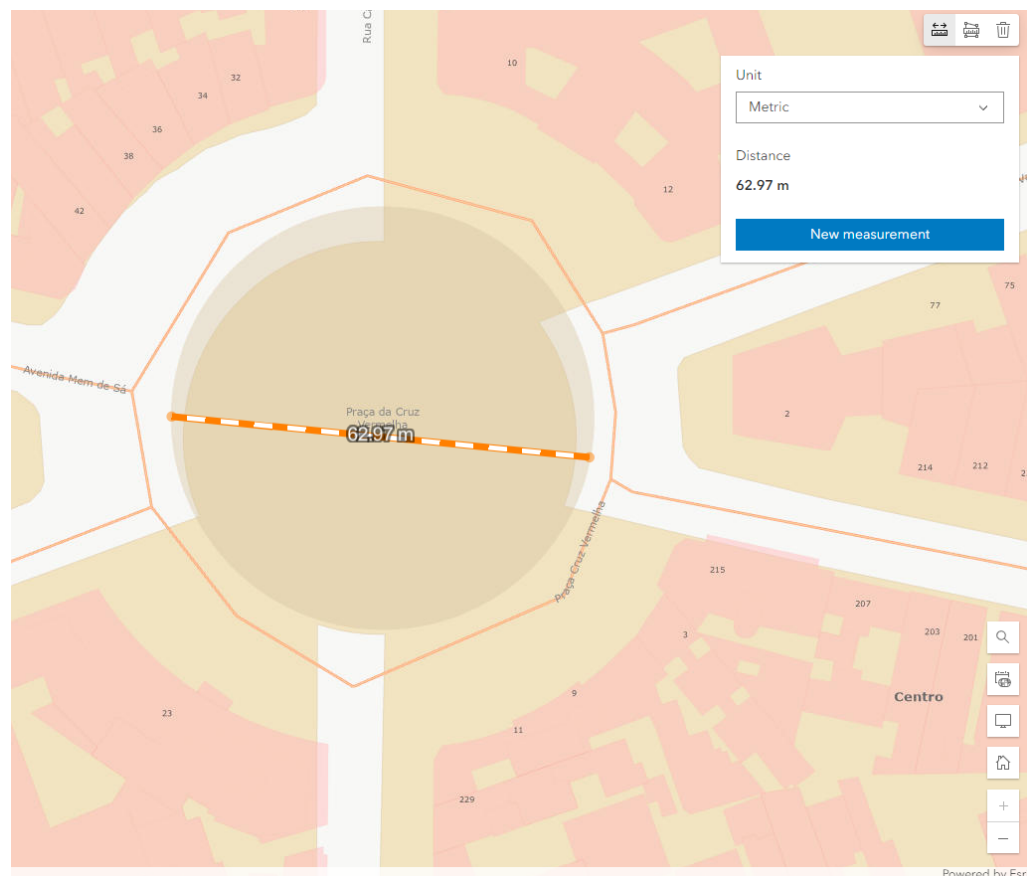 Rua C
32
10
34
36
38
12
42
Unit
Metric
Distance
62.97 m
New measurement
75
77
Avenida Mem de Sá
Praça da Cruz
Vermelha
62.97 m
2
214
212
Praça Cruz Vermelha
215
207
3
203
201
9
Centro
23
11
229
Powered by Esr